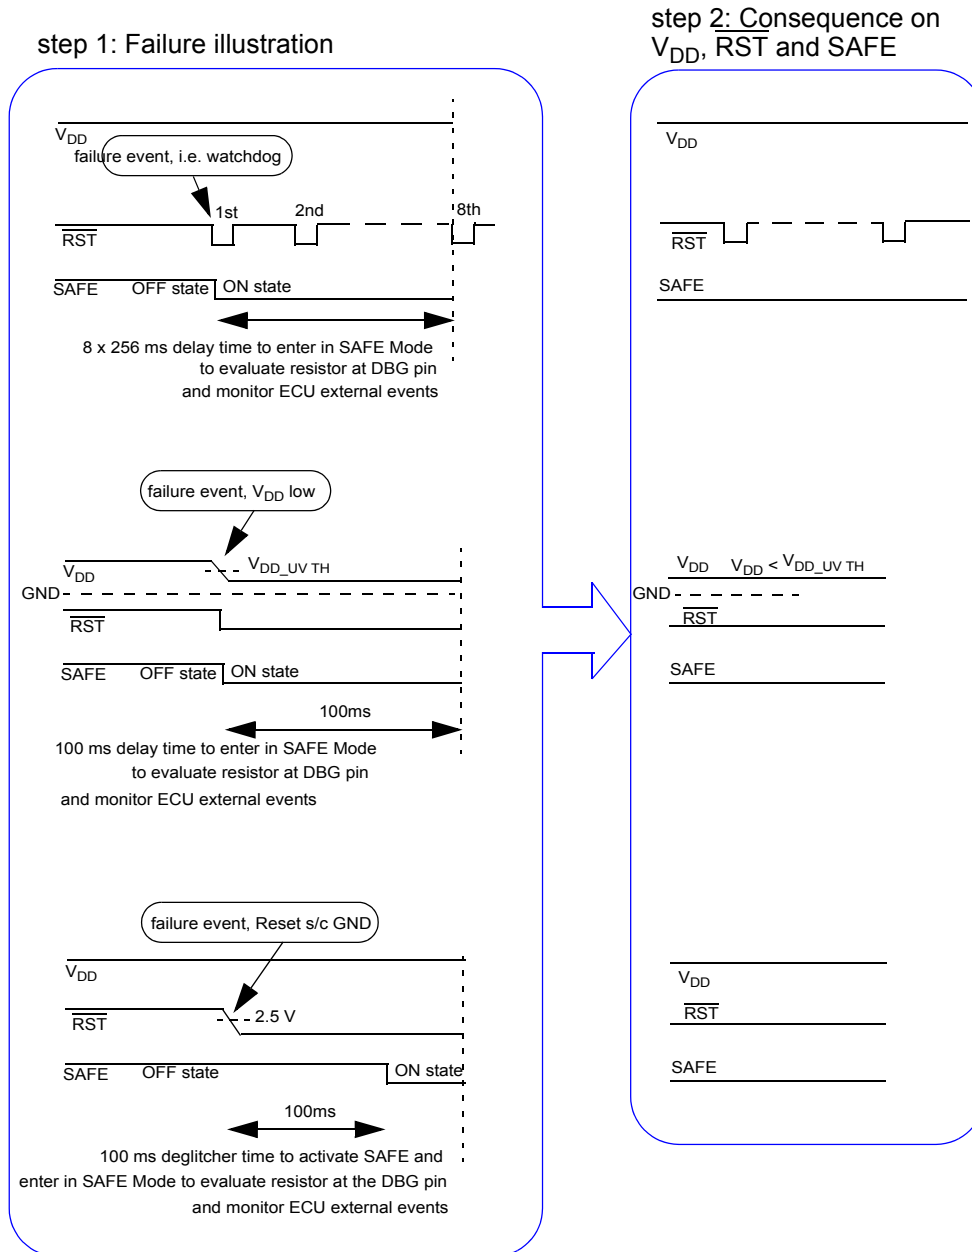 step 1: Failure illustration
step 2: Consequence on
VDD, RST and SAFE
VDD
failure event, i.e. watchdog
1st
2nd
8th
RST
SAFE
OFF state
ON state
8 x 256 ms delay time to enter in SAFE Mode
to evaluate resistor at DBG pin
and monitor ECU external events
failure event, VDD low
VDD
VDD_UV TH
GND
RST
SAFE
OFF state
ON state
100ms
100 ms delay time to enter in SAFE Mode
to evaluate resistor at DBG pin
and monitor ECU external events
failure event, Reset s/c GND
VDD
RST
2.5 V
SAFE
OFF state
ON state
100ms
100 ms deglitcher time to activate SAFE and
enter in SAFE Mode to evaluate resistor at the DBG pin
and monitor ECU external events
VDD
RST
SAFE
VDD
VDD < VDD_UV TH
GND
RST
SAFE
VDD
RST
SAFE